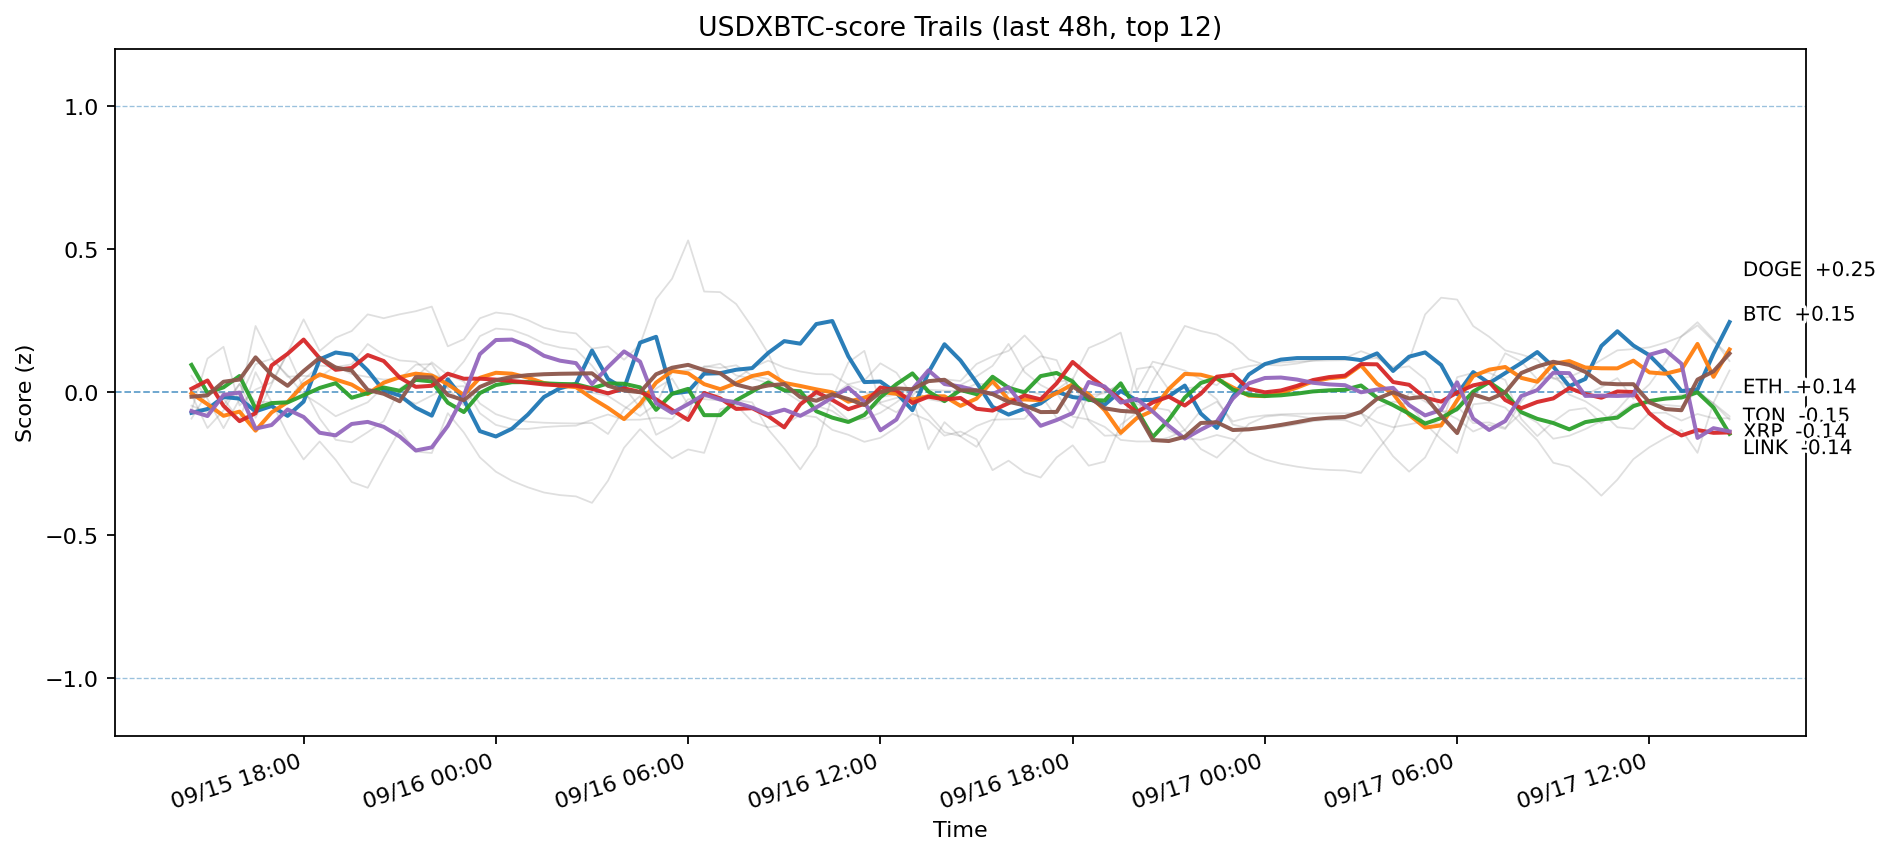 USDXBTC-score Trails (last 48h, top 12)
Score (z)
1.0
0.5
0.0
−0.5
−1.0
DOGE +0.25
BTC +0.15
ETH +0.14
TON -0.15
XRP -0.14
LINK -0.14
09/15 18:00
09/16 00:00
09/16 06:00
09/16 12:00
09/16 18:00
09/17 00:00
09/17 06:00
09/17 12:00
Time